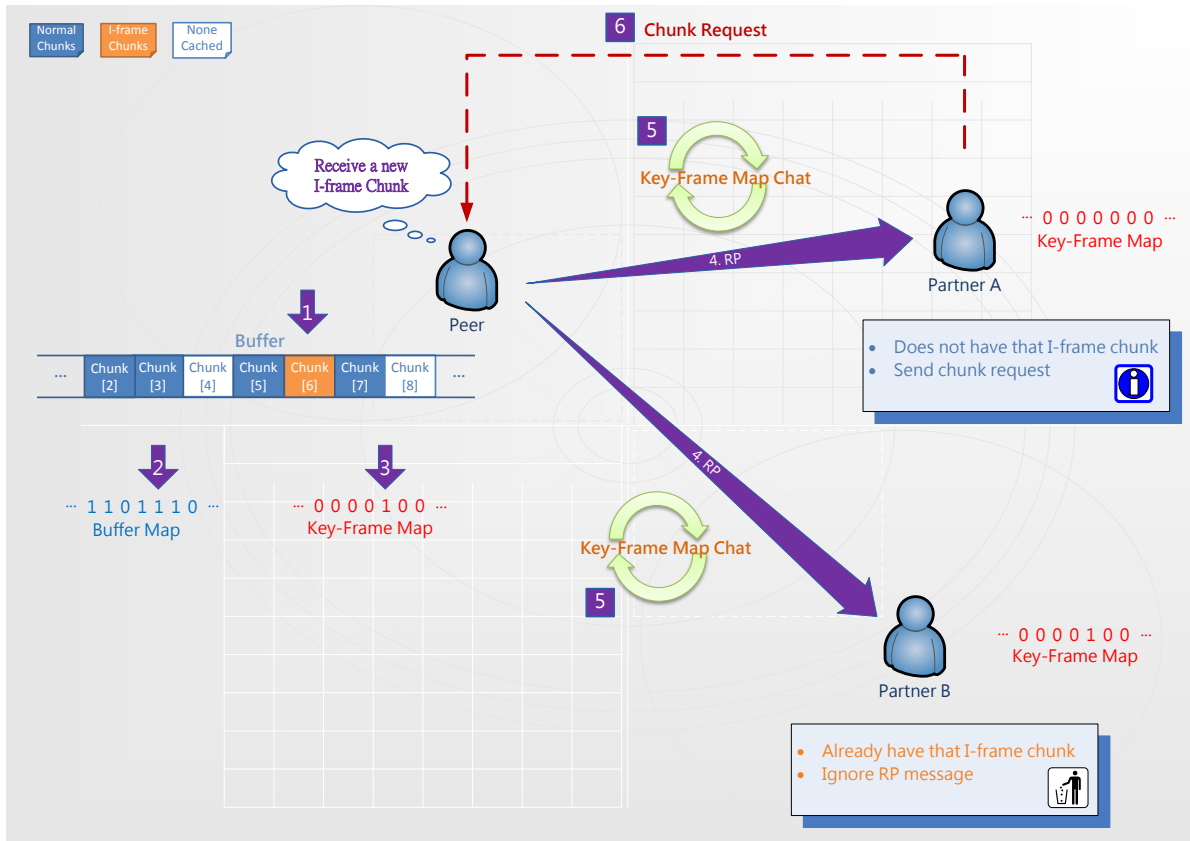 Normal
Chunks
I-frame
Chunks
None
Cached
6
Chunk Request
5
Key-Frame Map Chat
Receive a new
I-frame Chunk
··· 0 0 0 0 0 0 0 ···
Key-Frame Map
4. RP
Partner A
Peer
1
Buffer
··· Chunk [2] Chunk [3] Chunk [4] Chunk [5] Chunk [6] Chunk [7] Chunk [8] ···
• Does not have that I-frame chunk
• Send chunk request
i
2
3
4. RP
··· 1 1 0 1 1 1 0 ···
Buffer Map
··· 0 0 0 0 1 0 0 ···
Key-Frame Map
Key-Frame Map Chat
5
··· 0 0 0 0 1 0 0 ···
Key-Frame Map
Partner B
• Already have that I-frame chunk
• Ignore RP message